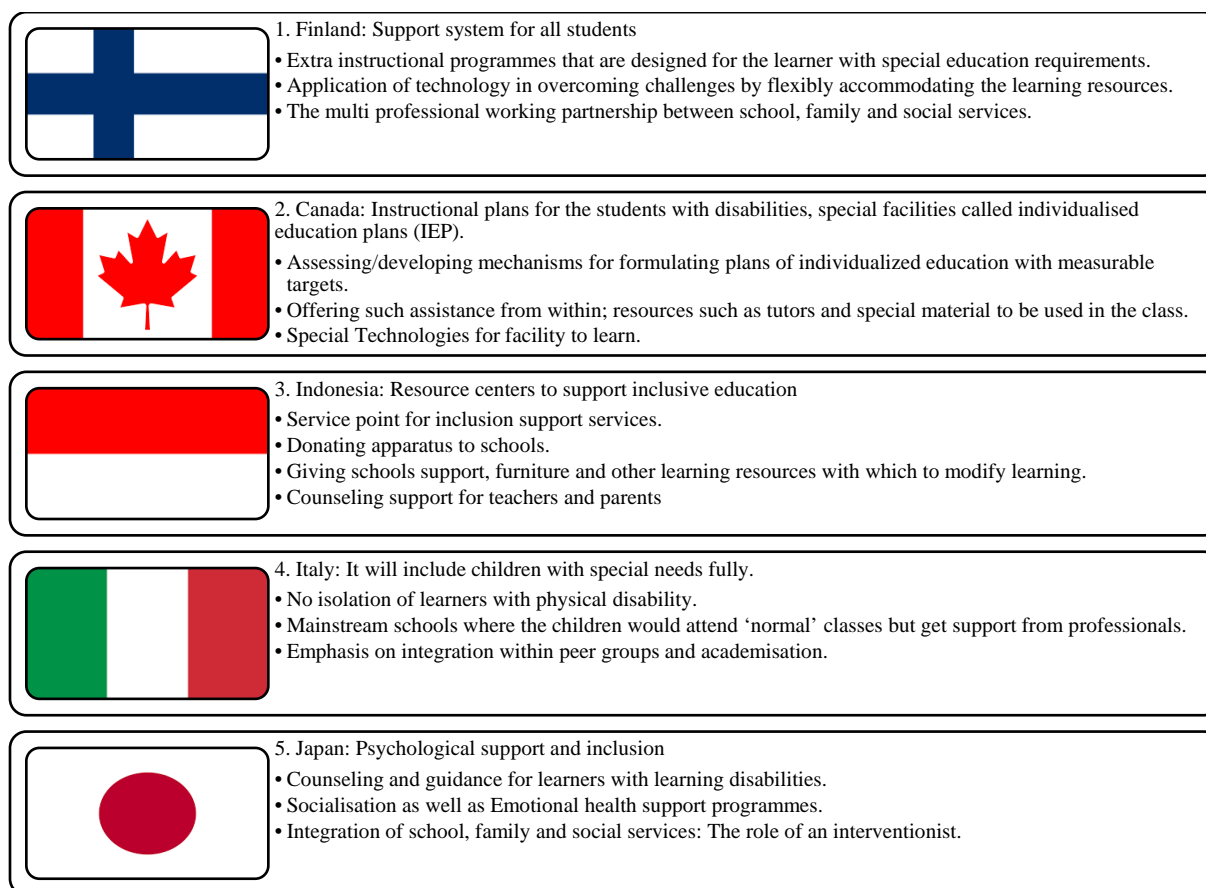 1. Finland: Support system for all students
• Extra instructional programmes that are designed for the learner with special education requirements.
• Application of technology in overcoming challenges by flexibly accommodating the learning resources.
• The multi professional working partnership between school, family and social services.
2. Canada: Instructional plans for the students with disabilities, special facilities called individualised
education plans (IEP).
• Assessing/developing mechanisms for formulating plans of individualized education with measurable
targets.
• Offering such assistance from within; resources such as tutors and special material to be used in the class.
• Special Technologies for facility to learn.
3. Indonesia: Resource centers to support inclusive education
• Service point for inclusion support services.
• Donating apparatus to schools.
• Giving schools support, furniture and other learning resources with which to modify learning.
• Counseling support for teachers and parents
4. Italy: It will include children with special needs fully.
• No isolation of learners with physical disability.
• Mainstream schools where the children would attend ‘normal’ classes but get support from professionals.
• Emphasis on integration within peer groups and academisation.
5. Japan: Psychological support and inclusion
• Counseling and guidance for learners with learning disabilities.
• Socialisation as well as Emotional health support programmes.
• Integration of school, family and social services: The role of an interventionist.